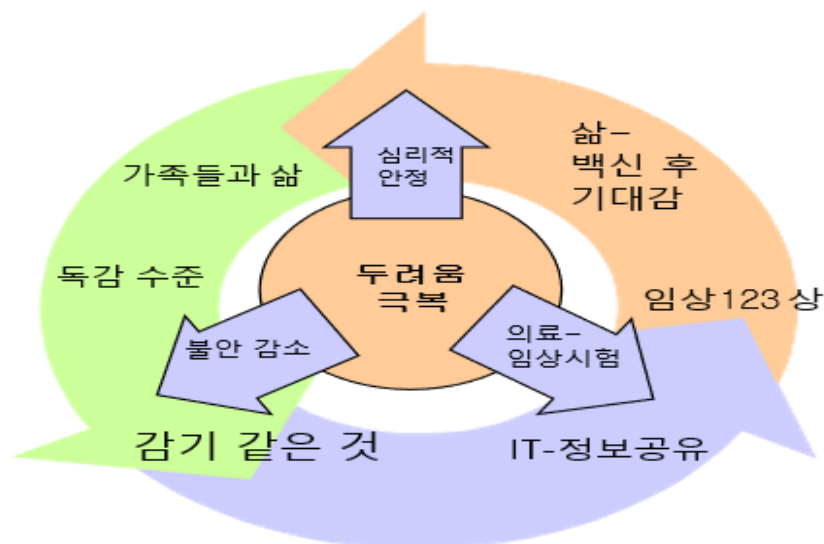 심리적
안정
삶-
백신 후
기대감
가족들과 삶
두려움
극복
독감 수준
임상123 상
불안 감소
의료-
임상시험
감기 같은 것
IT-정보공유